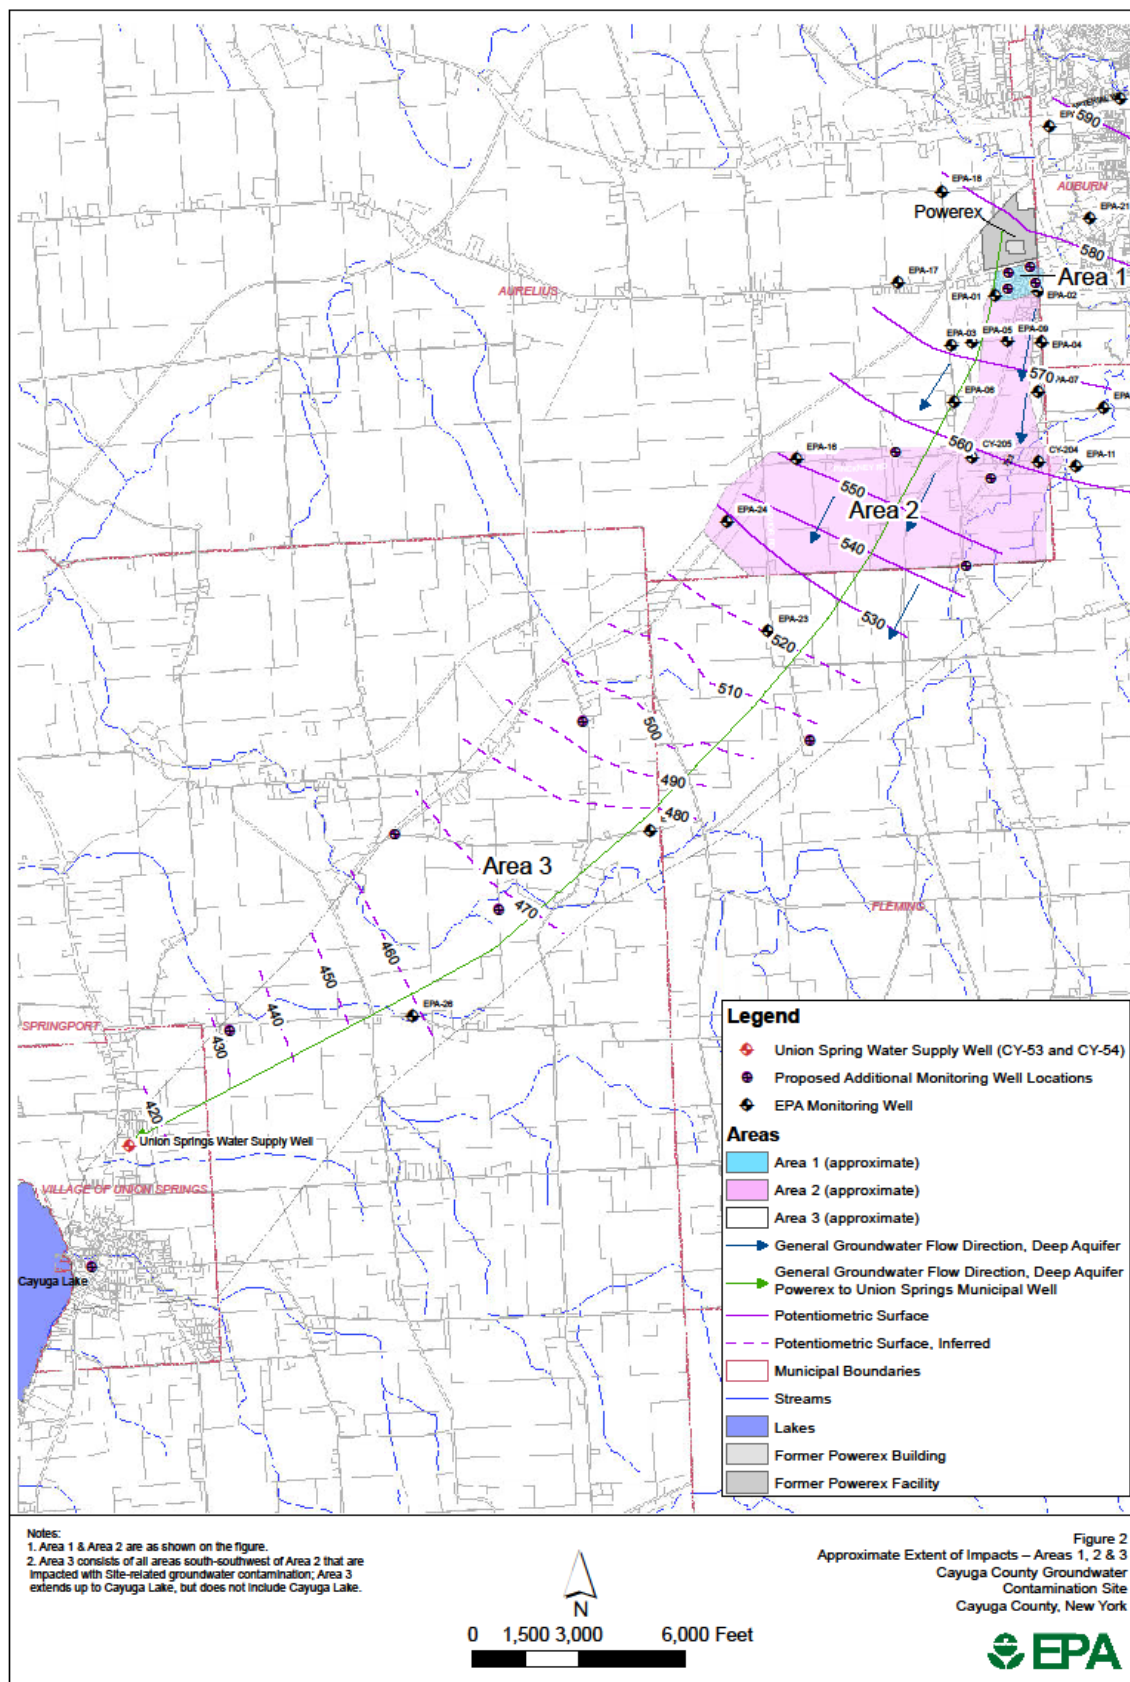 590
EPA-18
AUBURN
Powerex
EPA-21
580
EPA-17
Area 1
AURELIUS
EPA-01
EPA-02
EPA-03
EPA-05
EPA-09
EPA-04
570
EPA-06
560
CY-205
CY-204
EPA-11
EPA-16
550
Area 2
EPA-24
540
530
EPA-23
520
510
500
490
480
Area 3
470
FLEMING
460
450
440
EPA-26
SPRINGPORT
430
420
Union Springs Water Supply Well
VILLAGE OF UNION SPRINGS
Cayuga Lake
Legend
Union Spring Water Supply Well (CY-53 and CY-54)
Proposed Additional Monitoring Well Locations
EPA Monitoring Well
Areas
Area 1 (approximate)
Area 2 (approximate)
Area 3 (approximate)
General Groundwater Flow Direction, Deep Aquifer
General Groundwater Flow Direction, Deep Aquifer
Powerex to Union Springs Municipal Well
Potentiometric Surface
Potentiometric Surface, Inferred
Municipal Boundaries
Streams
Lakes
Former Powerex Building
Former Powerex Facility
Notes:
1. Area 1 & Area 2 are as shown on the figure.
2. Area 3 consists of all areas south-southwest of Area 2 that are
impacted with Site-related groundwater contamination; Area 3
extends up to Cayuga Lake, but does not include Cayuga Lake.
N
0 1,500 3,000 6,000 Feet
Figure 2
Approximate Extent of Impacts – Areas 1, 2 & 3
Cayuga County Groundwater
Contamination Site
Cayuga County, New York
EPA